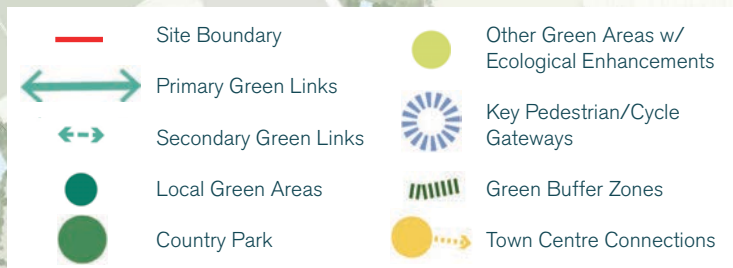 Site Boundary
Primary Green Links
Secondary Green Links
Local Green Areas
Country Park
Other Green Areas w/
Ecological Enhancements
Key Pedestrian/Cycle
Gateways
Green Buffer Zones
Town Centre Connections